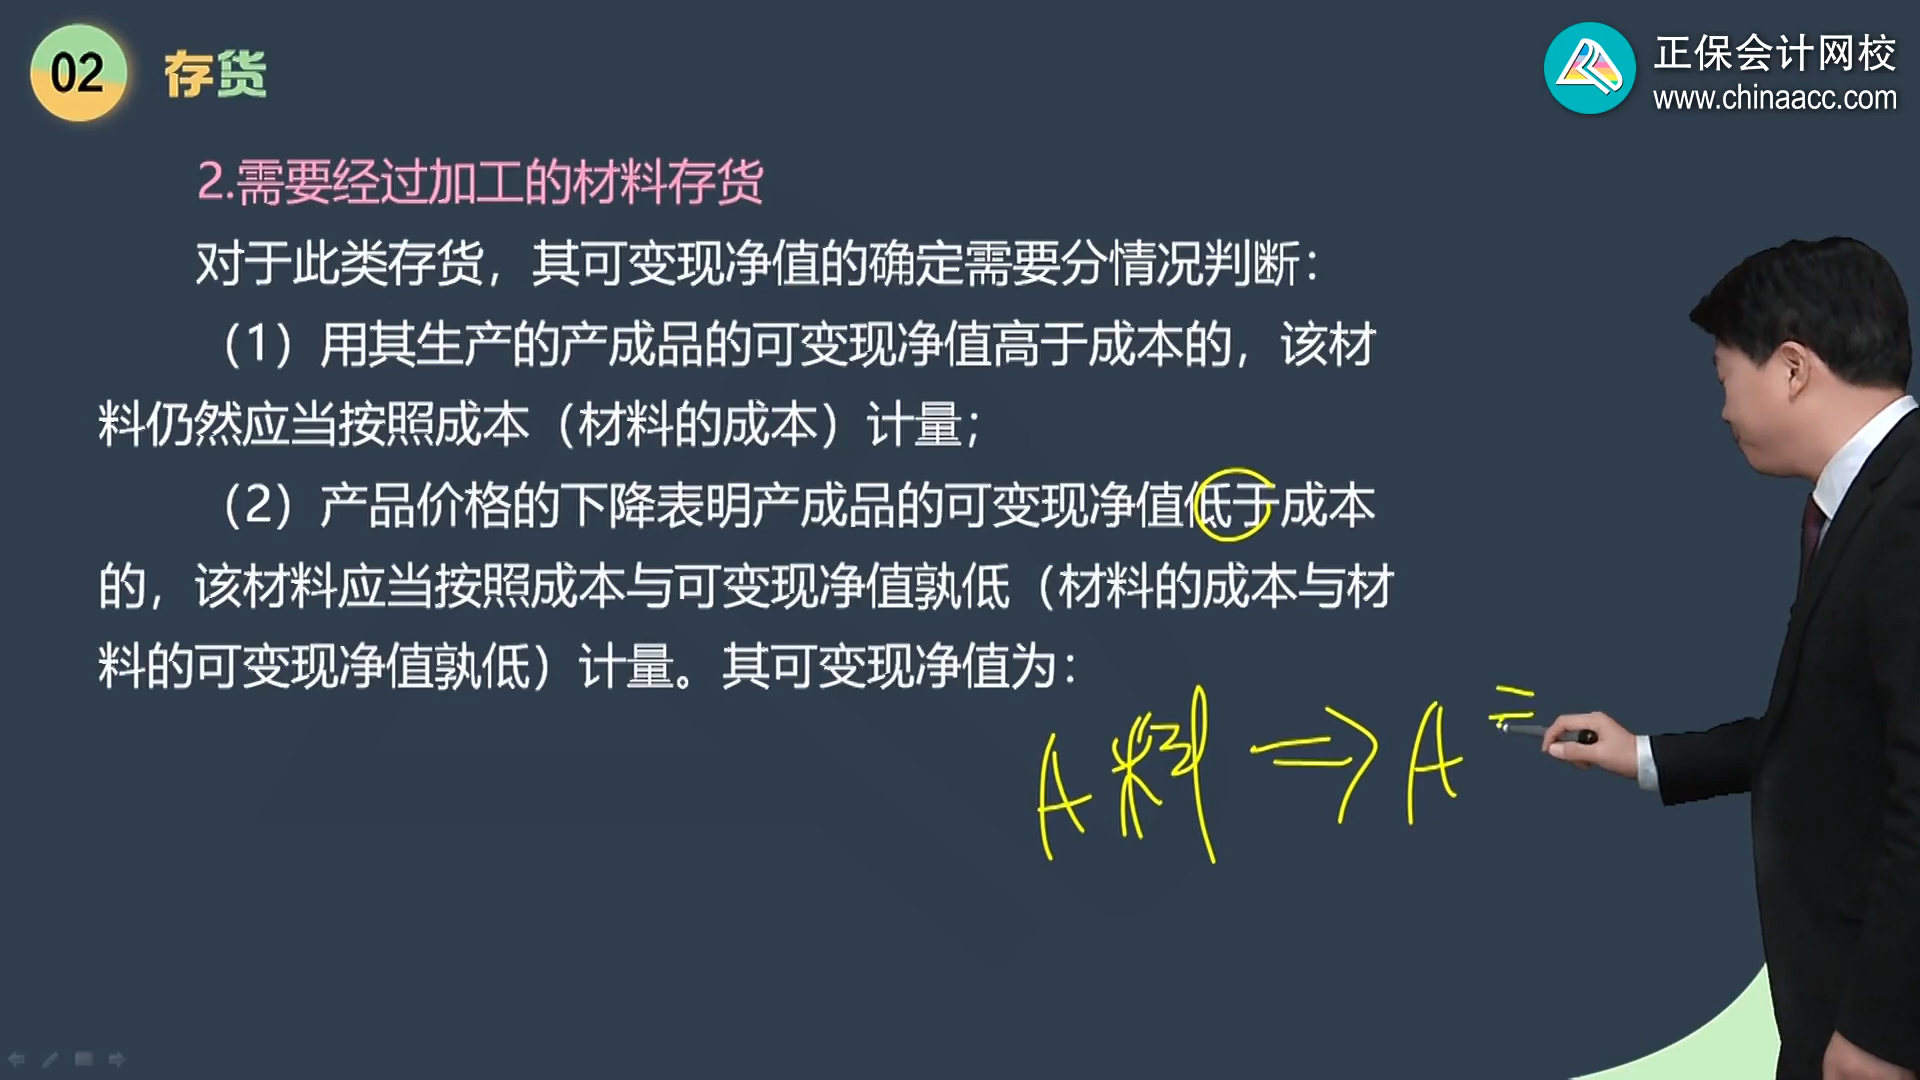 02 存货
正保会计网校
www.chinaacc.com
2.需要经过加工的材料存货
对于此类存货，其可变现净值的确定需要分情况判断：
（1）用其生产的产成品的可变现净值高于成本的，该材
料仍然应当按照成本（材料的成本）计量；
（2）产品价格的下降表明产成品的可变现净值低于成本
的，该材料应当按照成本与可变现净值孰低（材料的成本与材
料的可变现净值孰低）计量。其可变现净值为：
A料⇒A